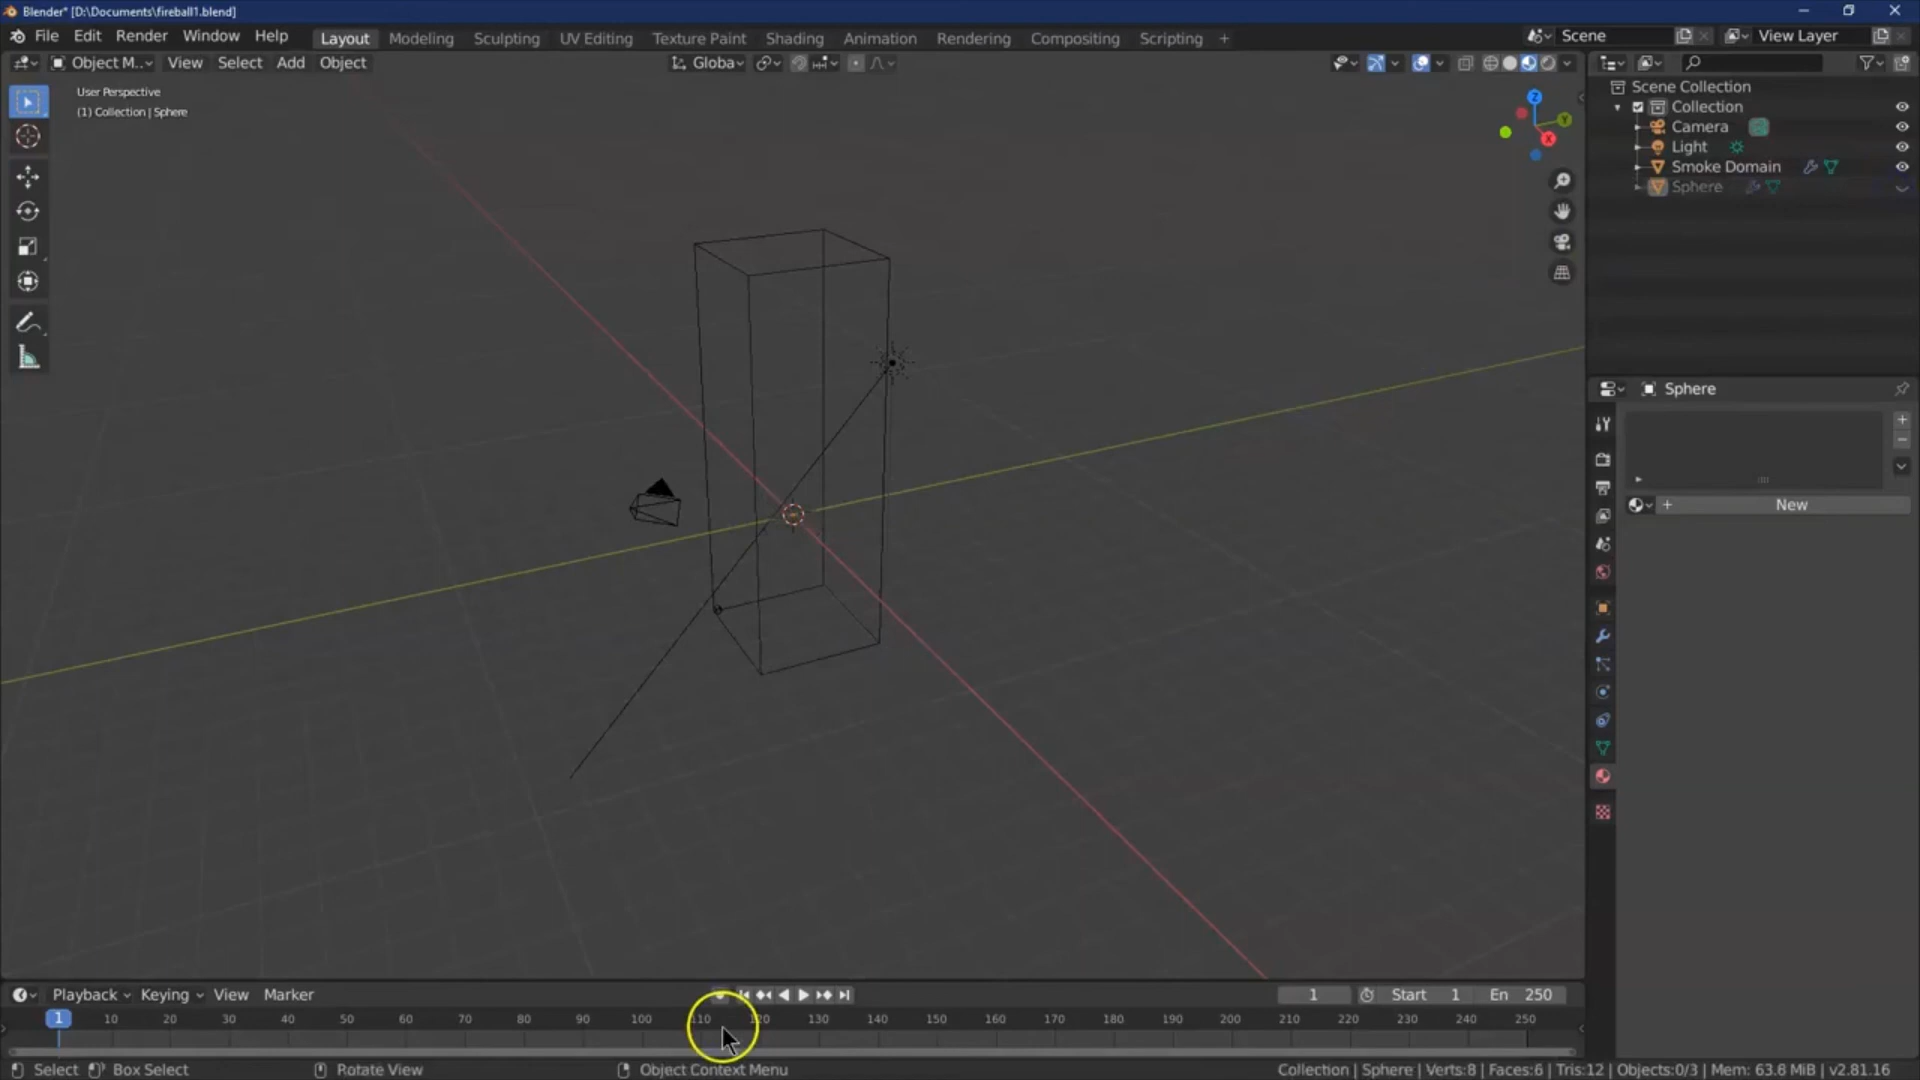 Blender* [D:\Documents\fireball1.blend]
File Edit Render Window Help Layout Modeling Sculpting UV Editing Texture Paint Shading Animation Rendering Compositing Scripting + Scene View Layer
Object M.. View Select Add Object Globa
User Perspective
(1) Collection | Sphere
Z
Y
X
Scene Collection
Collection
Camera
Light
Smoke Domain
Sphere
Sphere
New
Playback Keying View Marker 1 Start 1 En 250
1 10 20 30 40 50 60 70 80 90 100 110 120 130 140 150 160 170 180 190 200 210 220 230 240 250
Select Box Select Rotate View Object Context Menu Collection | Sphere | Verts:8 | Faces:6 | Tris:12 | Objects:0/3 | Mem: 63.8 MiB | v2.81.16